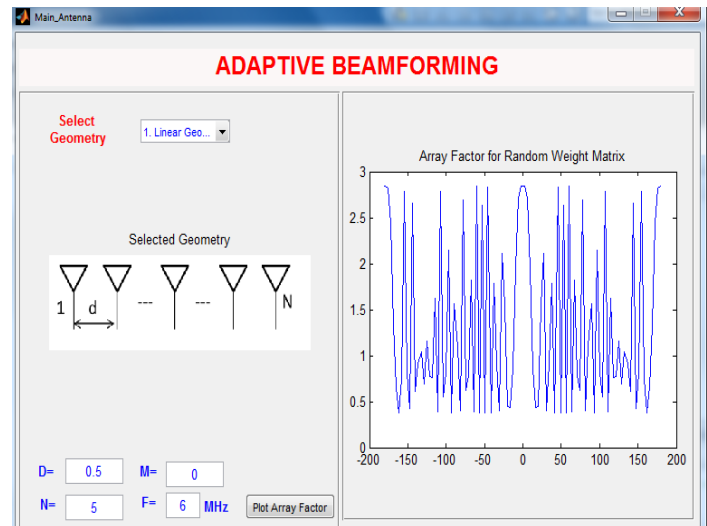 Main_Antenna
ADAPTIVE BEAMFORMING
Select
Geometry
1. Linear Geo...
Selected Geometry
1 d --- --- N
D= 0.5 M= 0
N= 5 F= 6 MHz Plot Array Factor
Array Factor for Random Weight Matrix
3
2.5
2
1.5
1
0.5
0
-200 -150 -100 -50 0 50 100 150 200